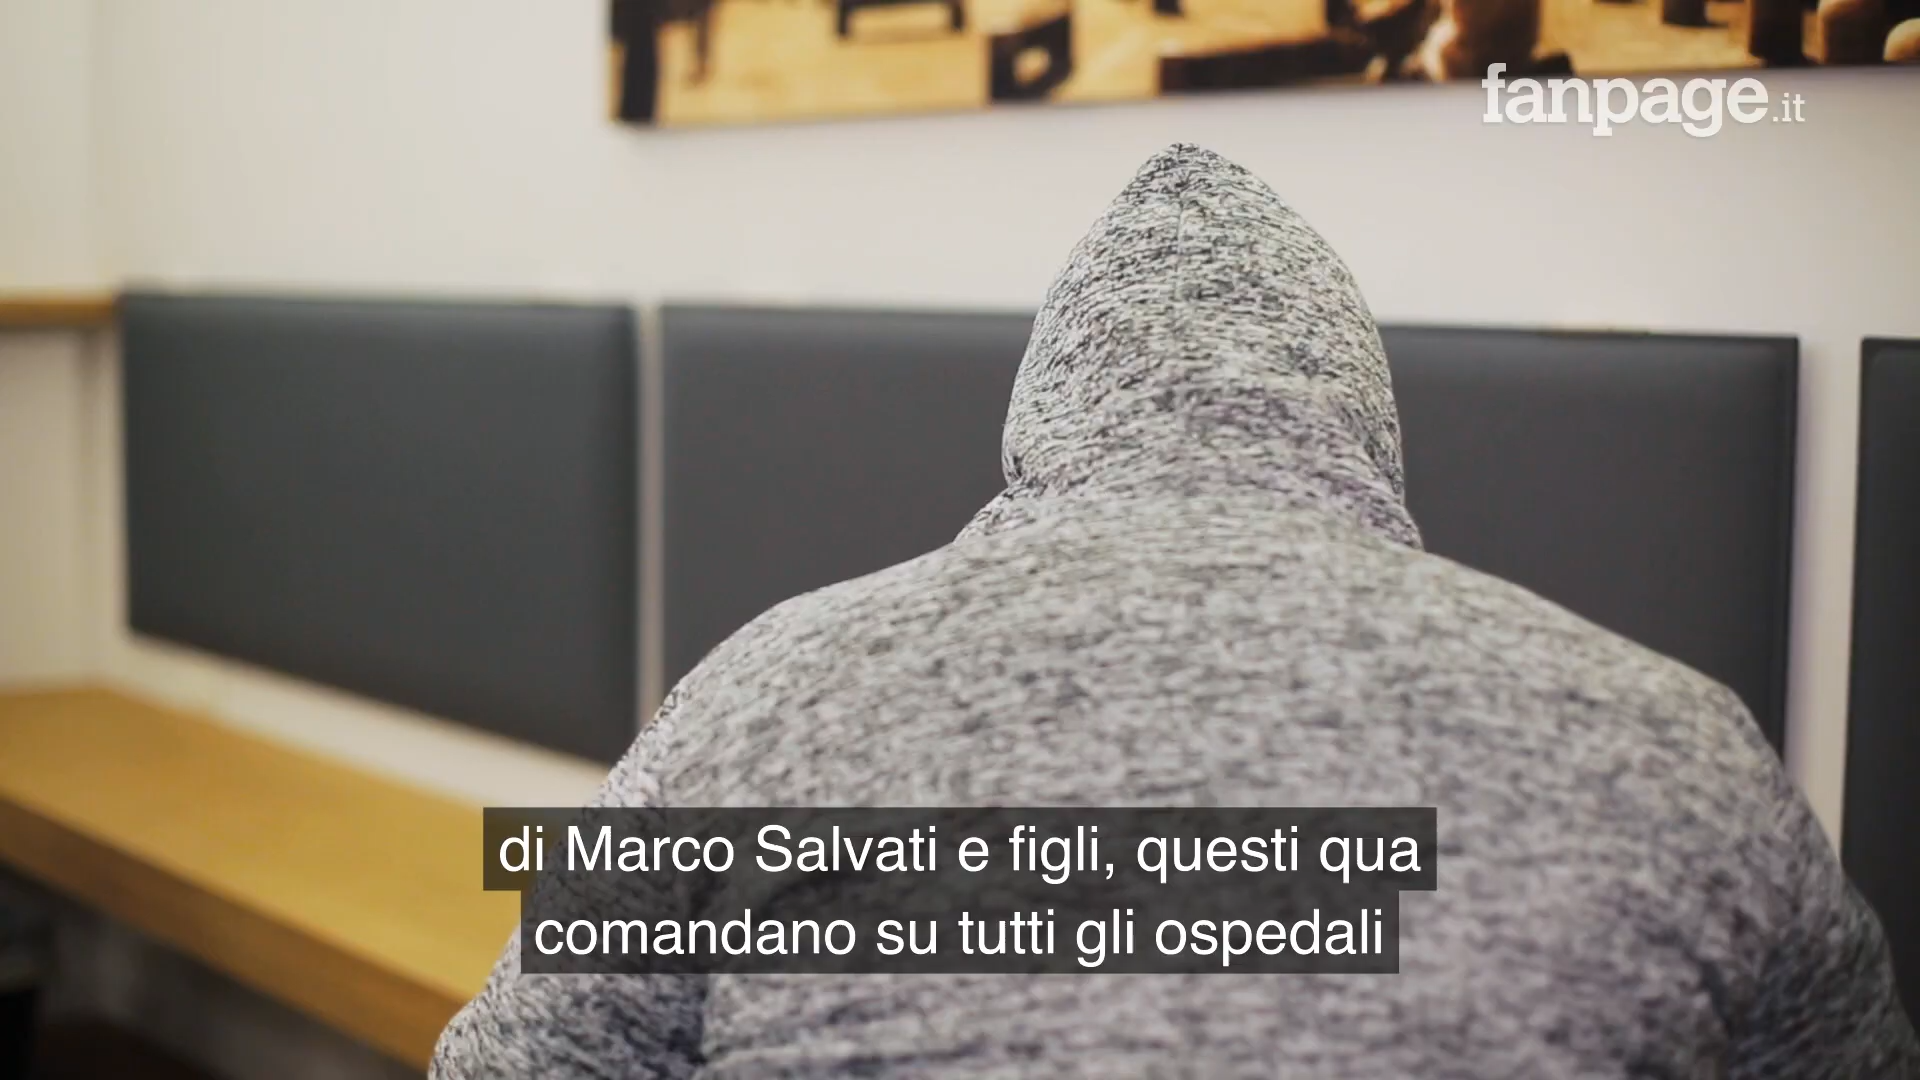 fanpage.it
di Marco Salvati e figli, questi qua
comandano su tutti gli ospedali